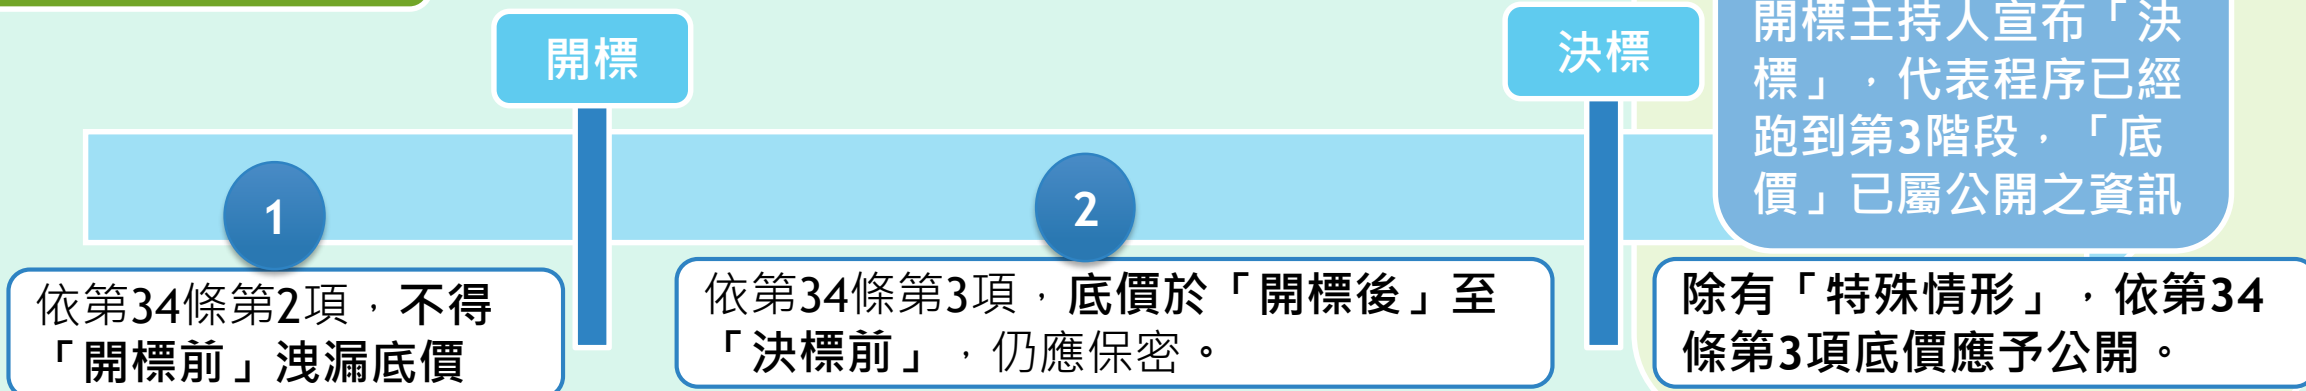 開標
決標
開標主持人宣布「決
標」，代表程序已經
跑到第3階段，「底
價」已屬公開之資訊
1
2
依第34條第2項，不得
「開標前」洩漏底價
依第34條第3項，底價於「開標後」至
「決標前」，仍應保密。
除有「特殊情形」，依第34
條第3項底價應予公開。